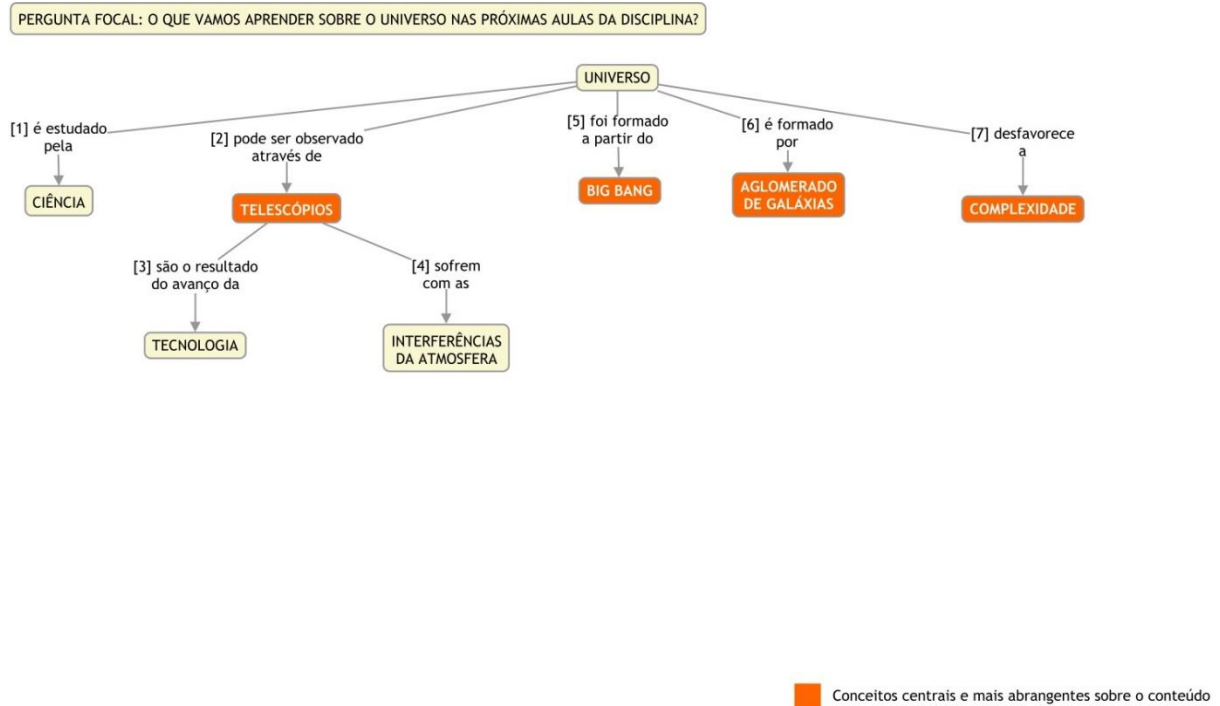 PERGUNTA FOCAL: O QUE VAMOS APRENDER SOBRE O UNIVERSO NAS PRÓXIMAS AULAS DA DISCIPLINA?
UNIVERSO
[1] é estudado
pela
CIÊNCIA
[2] pode ser observado
através de
TELESCÓPIOS
[3] são o resultado
do avanço da
TECNOLOGIA
[4] sofrem
com as
INTERFERÊNCIAS
DA ATMOSFERA
[5] foi formado
a partir do
BIG BANG
[6] é formado
por
AGLOMERADO
DE GALÁXIAS
[7] desfavorece
a
COMPLEXIDADE
Conceitos centrais e mais abrangentes sobre o conteúdo